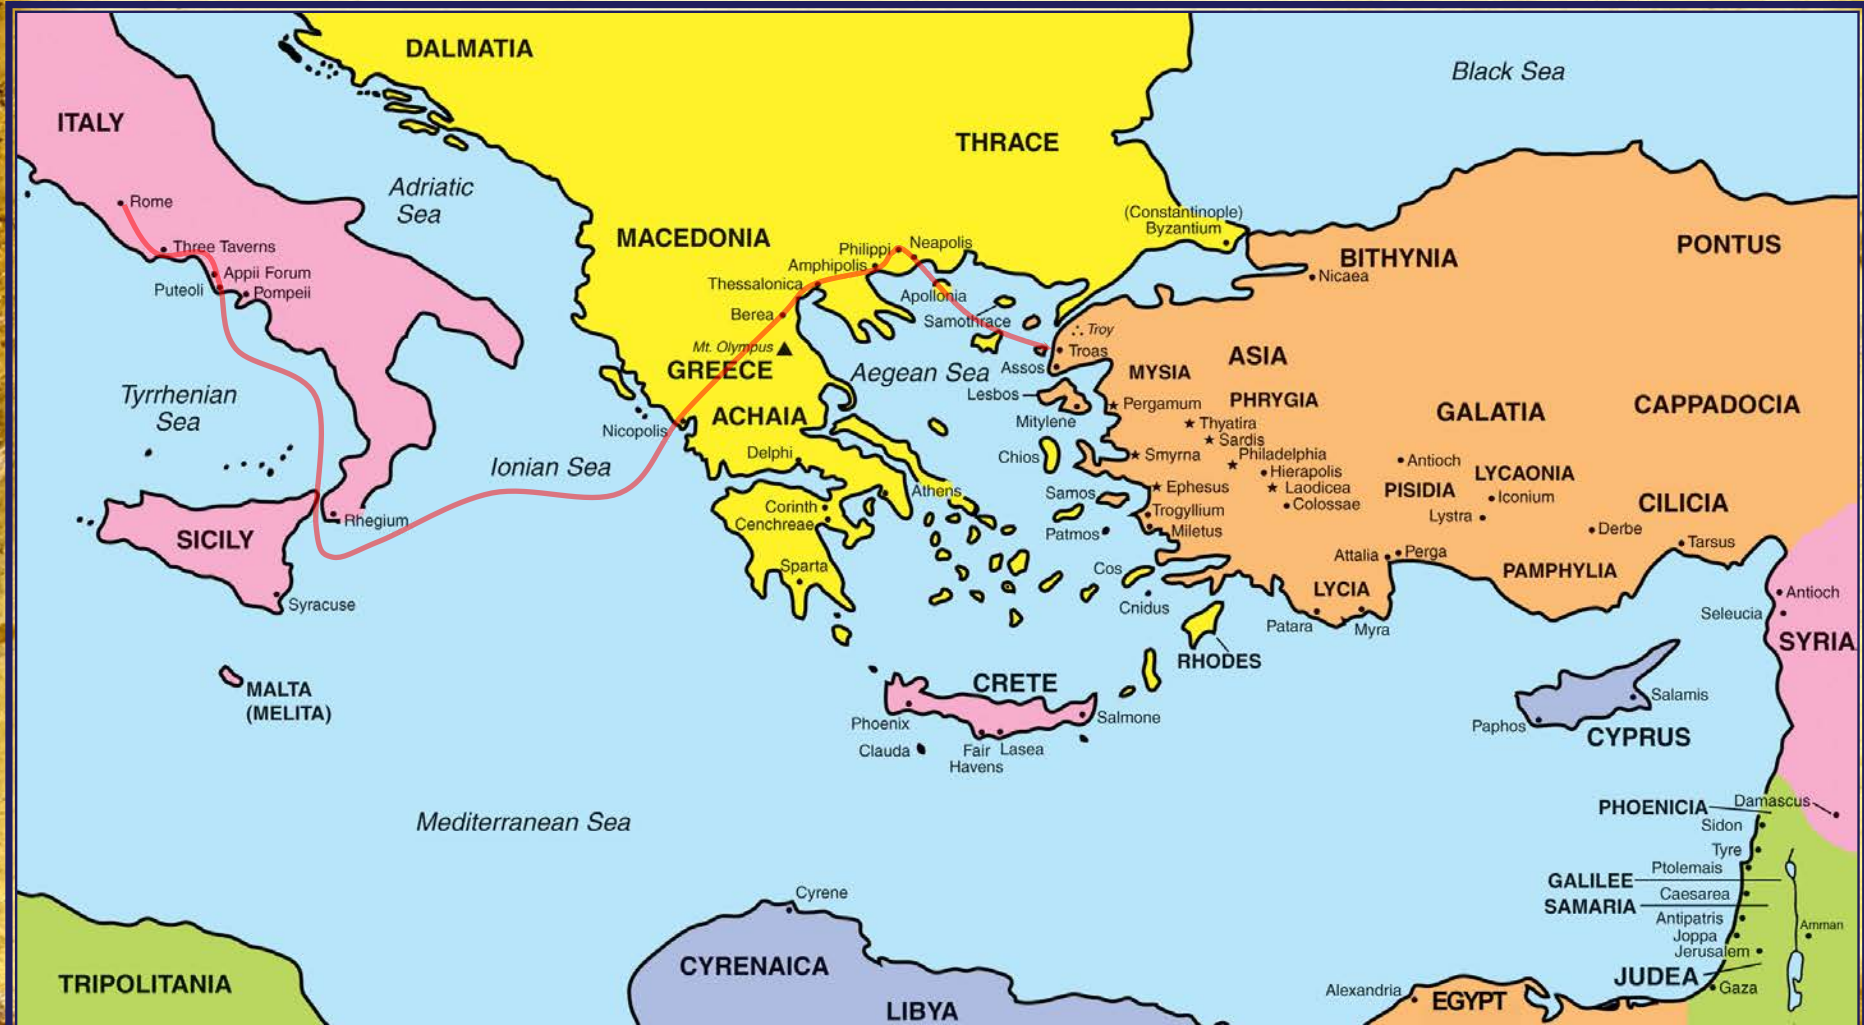 DALMATIA
Black Sea
ITALY
THRACE
Adriatic
Sea
Rome
(Constantinople)
Byzantium
MACEDONIA
Philippi
Neapolis
Amphipolis
BITHYNIA
PONTUS
Three Taverns
Appii Forum
Puteoli
Pompeii
Thessalonica
Apollonia
Nicaea
Berea
Samothrace
Troy
Mt. Olympus
Troas
GREECE
Aegean Sea
Assos
ASIA
MYSIA
Tyrrhenian
Sea
Lesbos
Pergamum
PHRYGIA
GALATIA
CAPPADOCIA
ACHAIA
Mitylene
Thyatira
Nicopolis
Sardis
Delphi
Chios
Smyrna
Philadelphia
Antioch
Ionian Sea
Hierapolis
LYCAONIA
Athens
Samos
Ephesus
Laodicea
PISIDIA
Iconium
Corinth
Cenchreae
Trogyllium
Colossae
Lystra
CILICIA
Rhegium
SICILY
Patmos
Miletus
Derbe
Tarsus
Attalia
Perga
Sparta
Cos
PAMPHYLIA
LYCIA
Antioch
Syracuse
Cnidus
Patara
Myra
Seleucia
SYRIA
RHODES
MALTA
(MELITA)
CRETE
Salamis
Phoenix
Salmone
Paphos
CYPRUS
Clauda
Fair
Havens
Lasea
PHOENICIA
Damascus
Mediterranean Sea
Sidon
Tyre
Ptolemais
GALILEE
Caesarea
SAMARIA
Cyrene
Antipatris
Amman
Joppa
Jerusalem
CYRENAICA
TRIPOLITANIA
JUDEA
Gaza
Alexandria
EGYPT
LIBYA